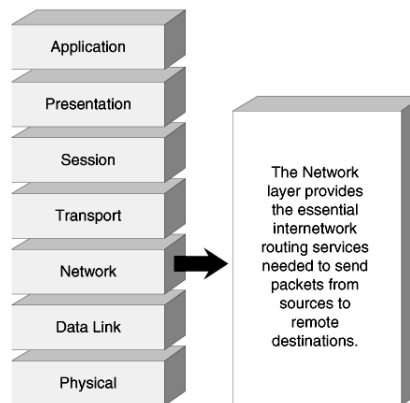 Application
Presentation
Session
Transport
Network
Data Link
Physical
The Network
layer provides
the essential
internetwork
routing services
needed to send
packets from
sources to
remote
destinations.